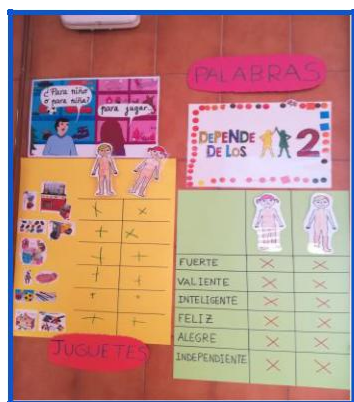 PALABRAS
¿Para niño
o para niña?
para jugar...
DEPENDE
DE LOS 2
FUERTE
VALIENTE
INTELIGENTE
FELIZ
ALEGRE
INDEPENDIENTE
JUGUETES